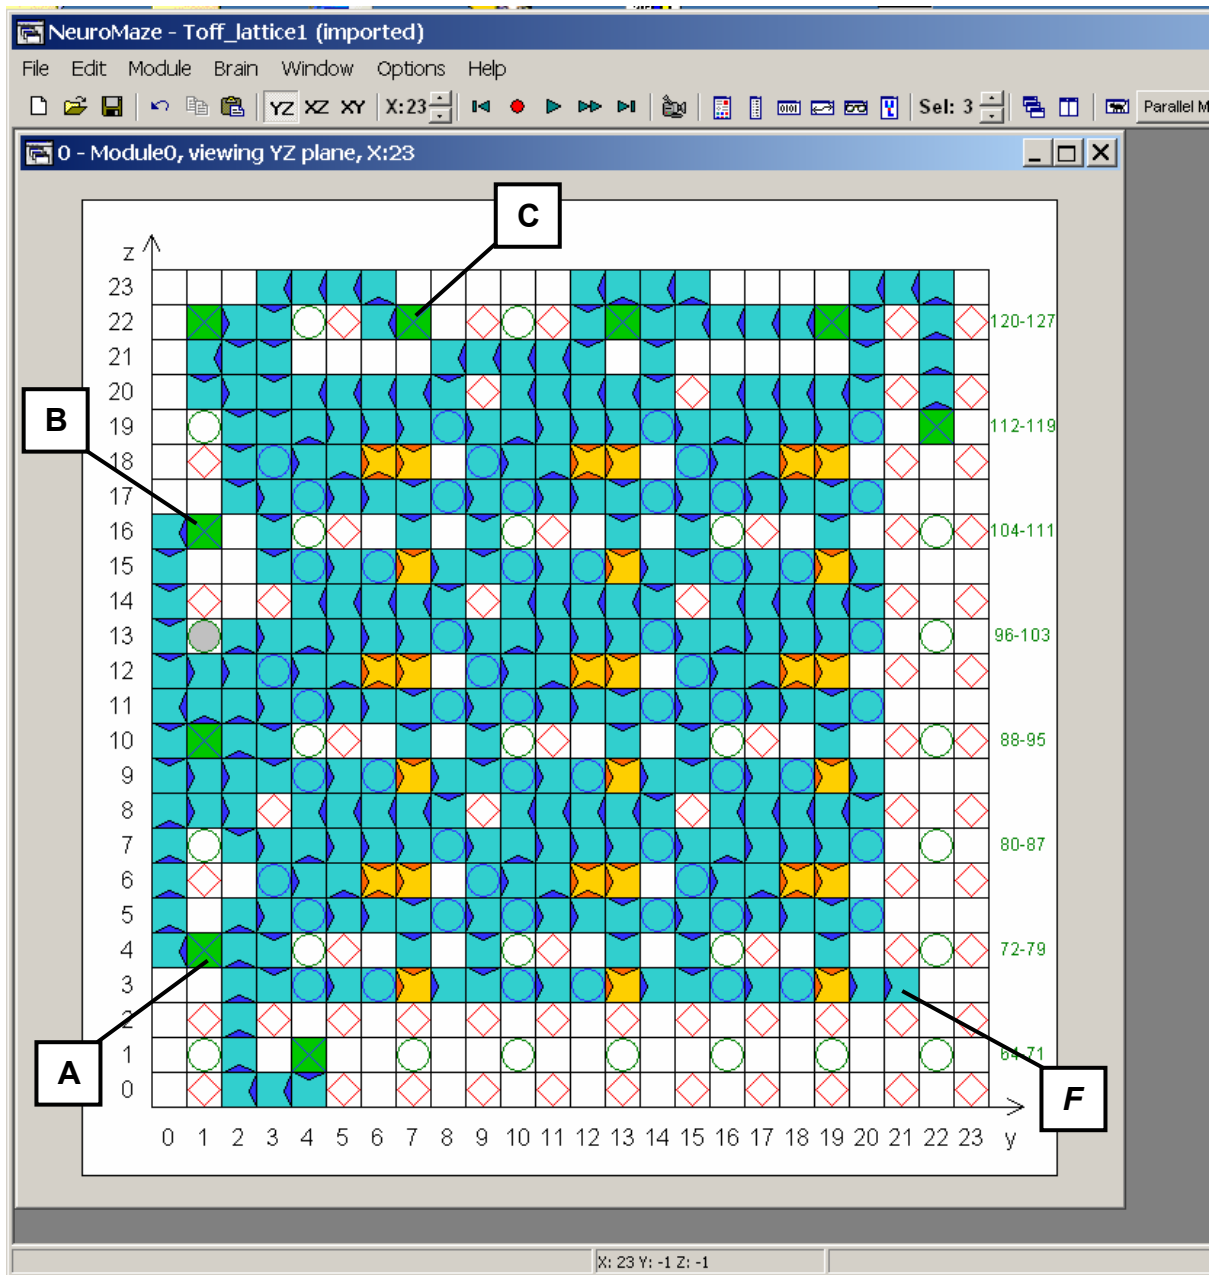 NeuroMaze - Toff_lattice1 (imported)
File Edit Module Brain Window Options Help
YZ XZ XY X:23 0101 Sel: 3 Parallel M
0 - Module0, viewing YZ plane, X:23
C
z
23
22 120-127
21
20
B
19 112-119
18
17
16 104-111
15
14
13 96-103
12
11
10 88-95
9
8
7 80-87
6
5
4 72-79
3
2
A
1 64-71
F
0
0 1 2 3 4 5 6 7 8 9 10 11 12 13 14 15 16 17 18 19 20 21 22 23 y
X: 23 Y: -1 Z: -1